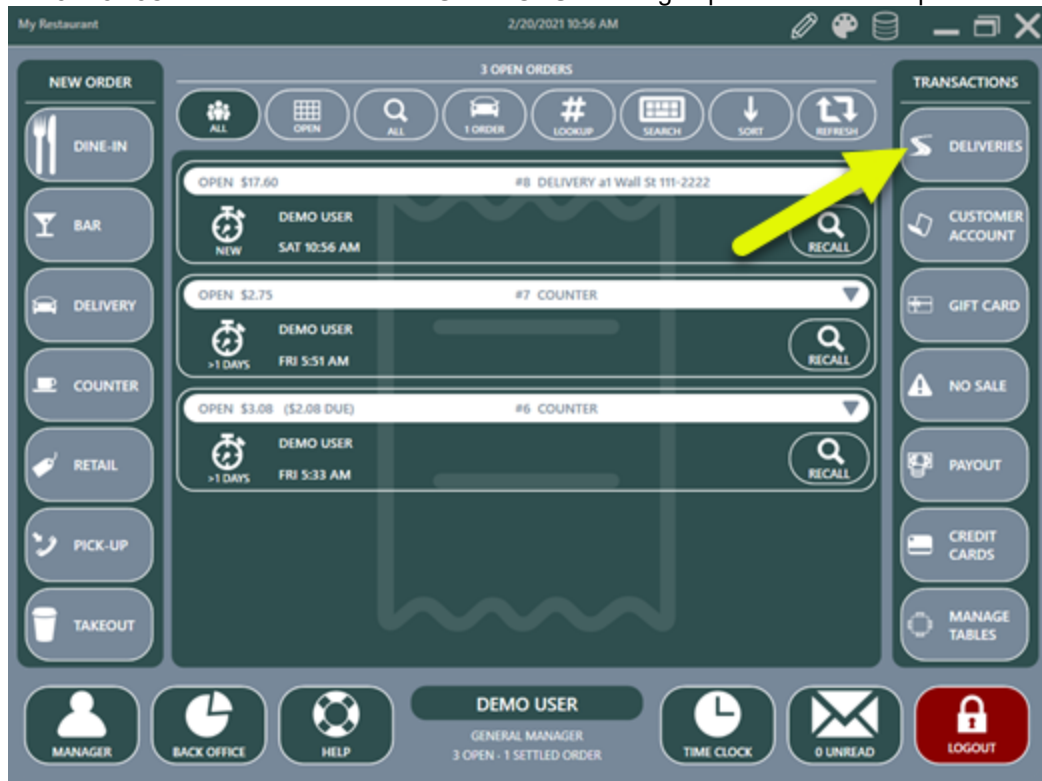 My Restaurant
2/20/2021 10:56 AM
NEW ORDER
DINE-IN
BAR
DELIVERY
COUNTER
RETAIL
PICK-UP
TAKEOUT
3 OPEN ORDERS
ALL
OPEN
ALL
1 ORDER
#
LOOKUP
SEARCH
SORT
REFRESH
OPEN $17.60 #8 DELIVERY a1 Wall St 111-2222
DEMO USER
NEW SAT 10:56 AM
RECALL
OPEN $2.75 #7 COUNTER
DEMO USER
>1 DAYS FRI 5:51 AM
RECALL
OPEN $3.08 ($2.08 DUE) #6 COUNTER
DEMO USER
>1 DAYS FRI 5:33 AM
RECALL
TRANSACTIONS
DELIVERIES
CUSTOMER
ACCOUNT
GIFT CARD
NO SALE
PAYOUT
CREDIT
CARDS
MANAGE
TABLES
MANAGER
BACK OFFICE
HELP
DEMO USER
GENERAL MANAGER
3 OPEN - 1 SETTLED ORDER
TIME CLOCK
0 UNREAD
LOGOUT